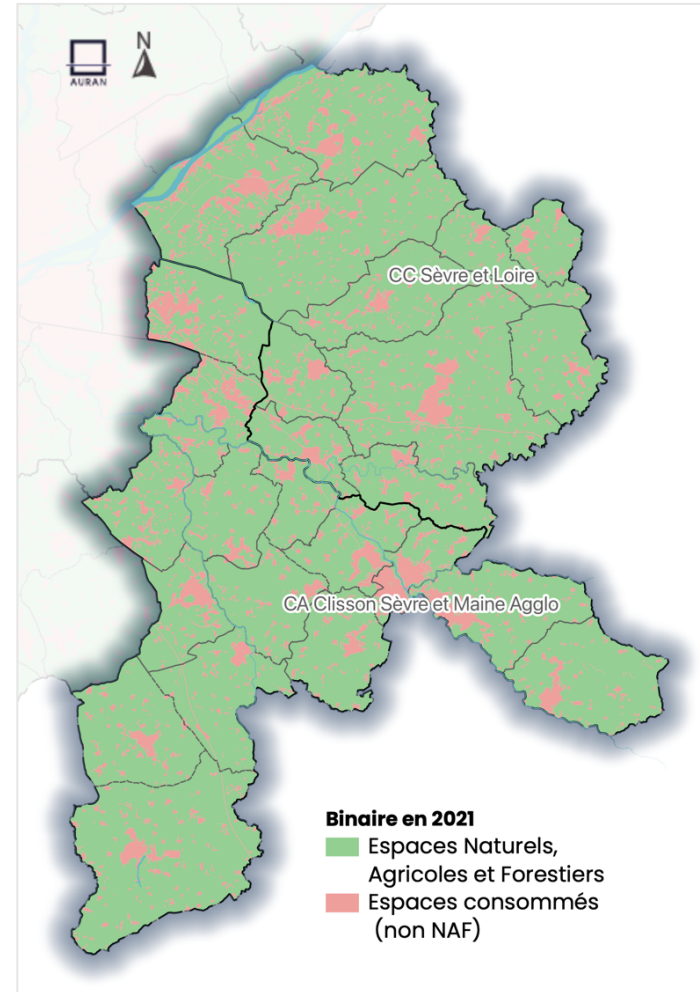 N
AURAN
CC Sèvre et Loire
CA Clisson Sèvre et Maine Agglo
Binaire en 2021
Espaces Naturels,
Agricoles et Forestiers
Espaces consommés
(non NAF)